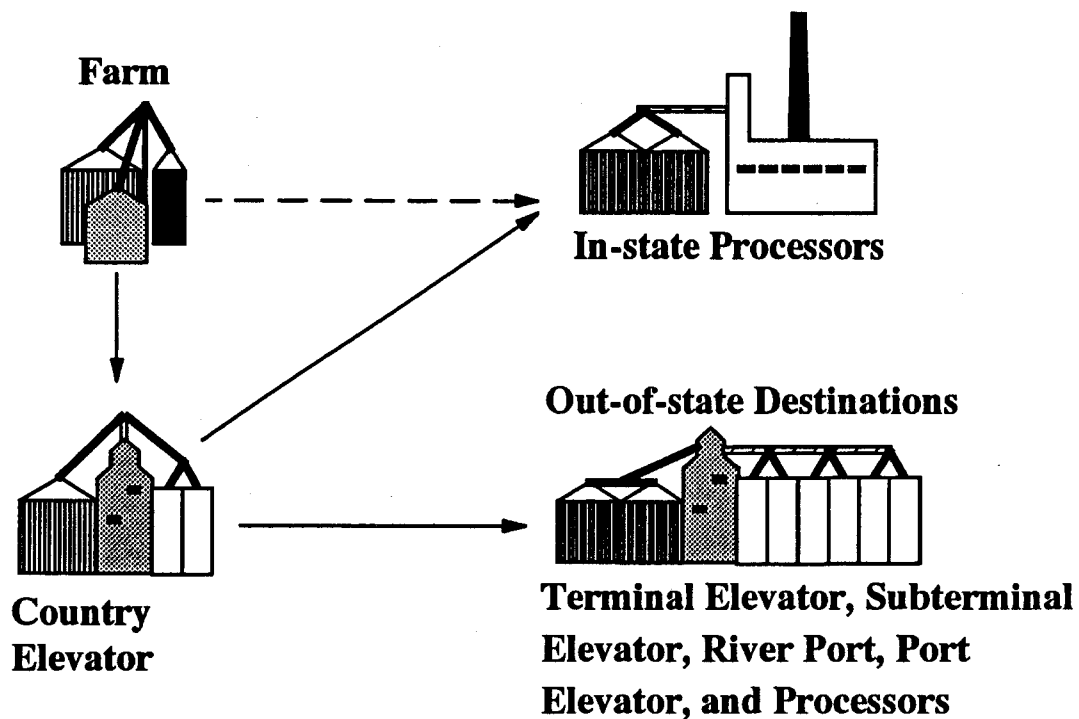 Farm
In-state Processors
Out-of-state Destinations
Country
Elevator
Terminal Elevator, Subterminal
Elevator, River Port, Port
Elevator, and Processors